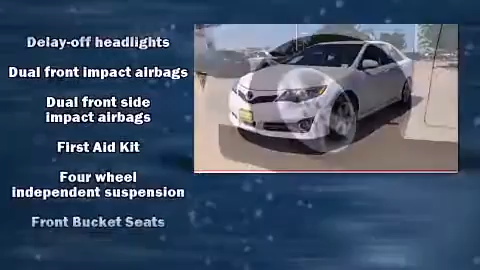 Delay-off headlights
Dual front impact airbags
Dual front side
impact airbags
First Aid Kit
Four wheel
independent suspension
Front Bucket Seats